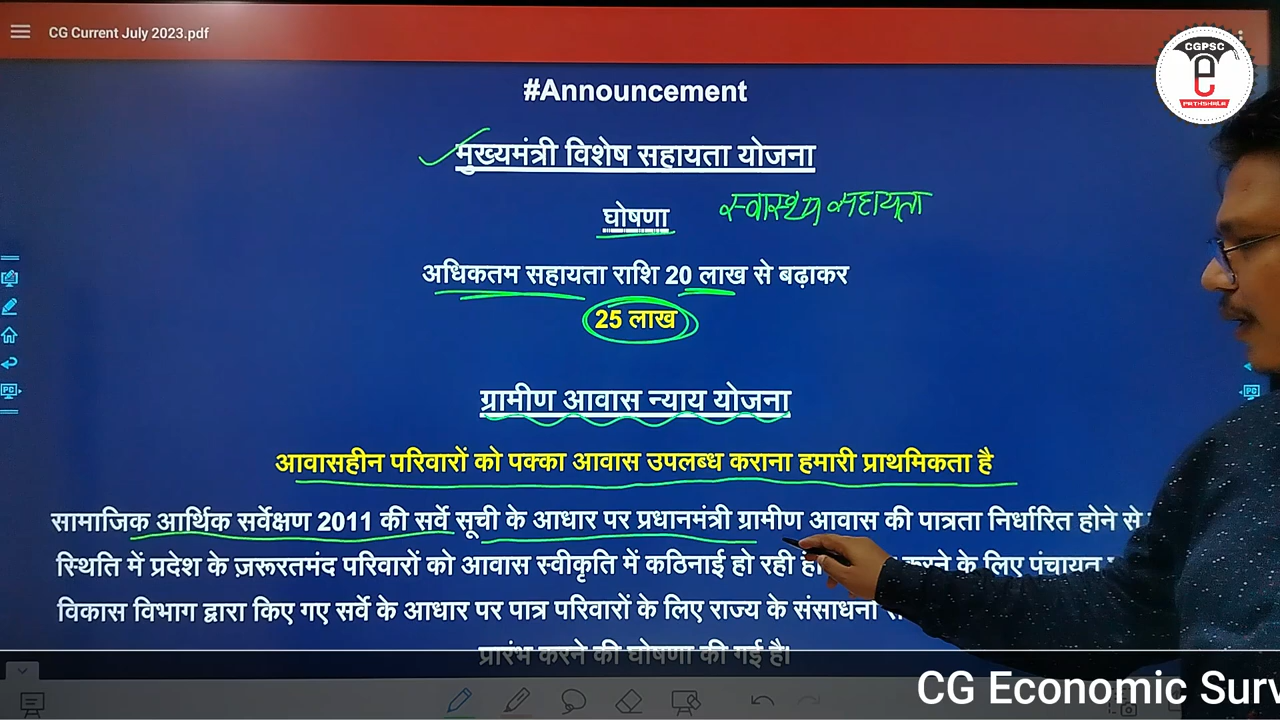 CG Current July 2023.pdf
CGPSC
PATHSHALA
#Announcement
मुख्यमंत्री विशेष सहायता योजना
घोषणा
स्वास्थ्य सहायता
अधिकतम सहायता राशि 20 लाख से बढ़ाकर
25 लाख
ग्रामीण आवास न्याय योजना
आवासहीन परिवारों को पक्का आवास उपलब्ध कराना हमारी प्राथमिकता है
सामाजिक आर्थिक सर्वेक्षण 2011 की सर्वे सूची के आधार पर प्रधानमंत्री ग्रामीण आवास की पात्रता निर्धारित होने से
स्थिति में प्रदेश के ज़रूरतमंद परिवारों को आवास स्वीकृति में कठिनाई हो रही करने के लिए पंचायत
विकास विभाग द्वारा किए गए सर्वे के आधार पर पात्र परिवारों के लिए राज्य के
प्रारंभ करने की घोषणा की गई है।
CG Economic Surv
PC
PC